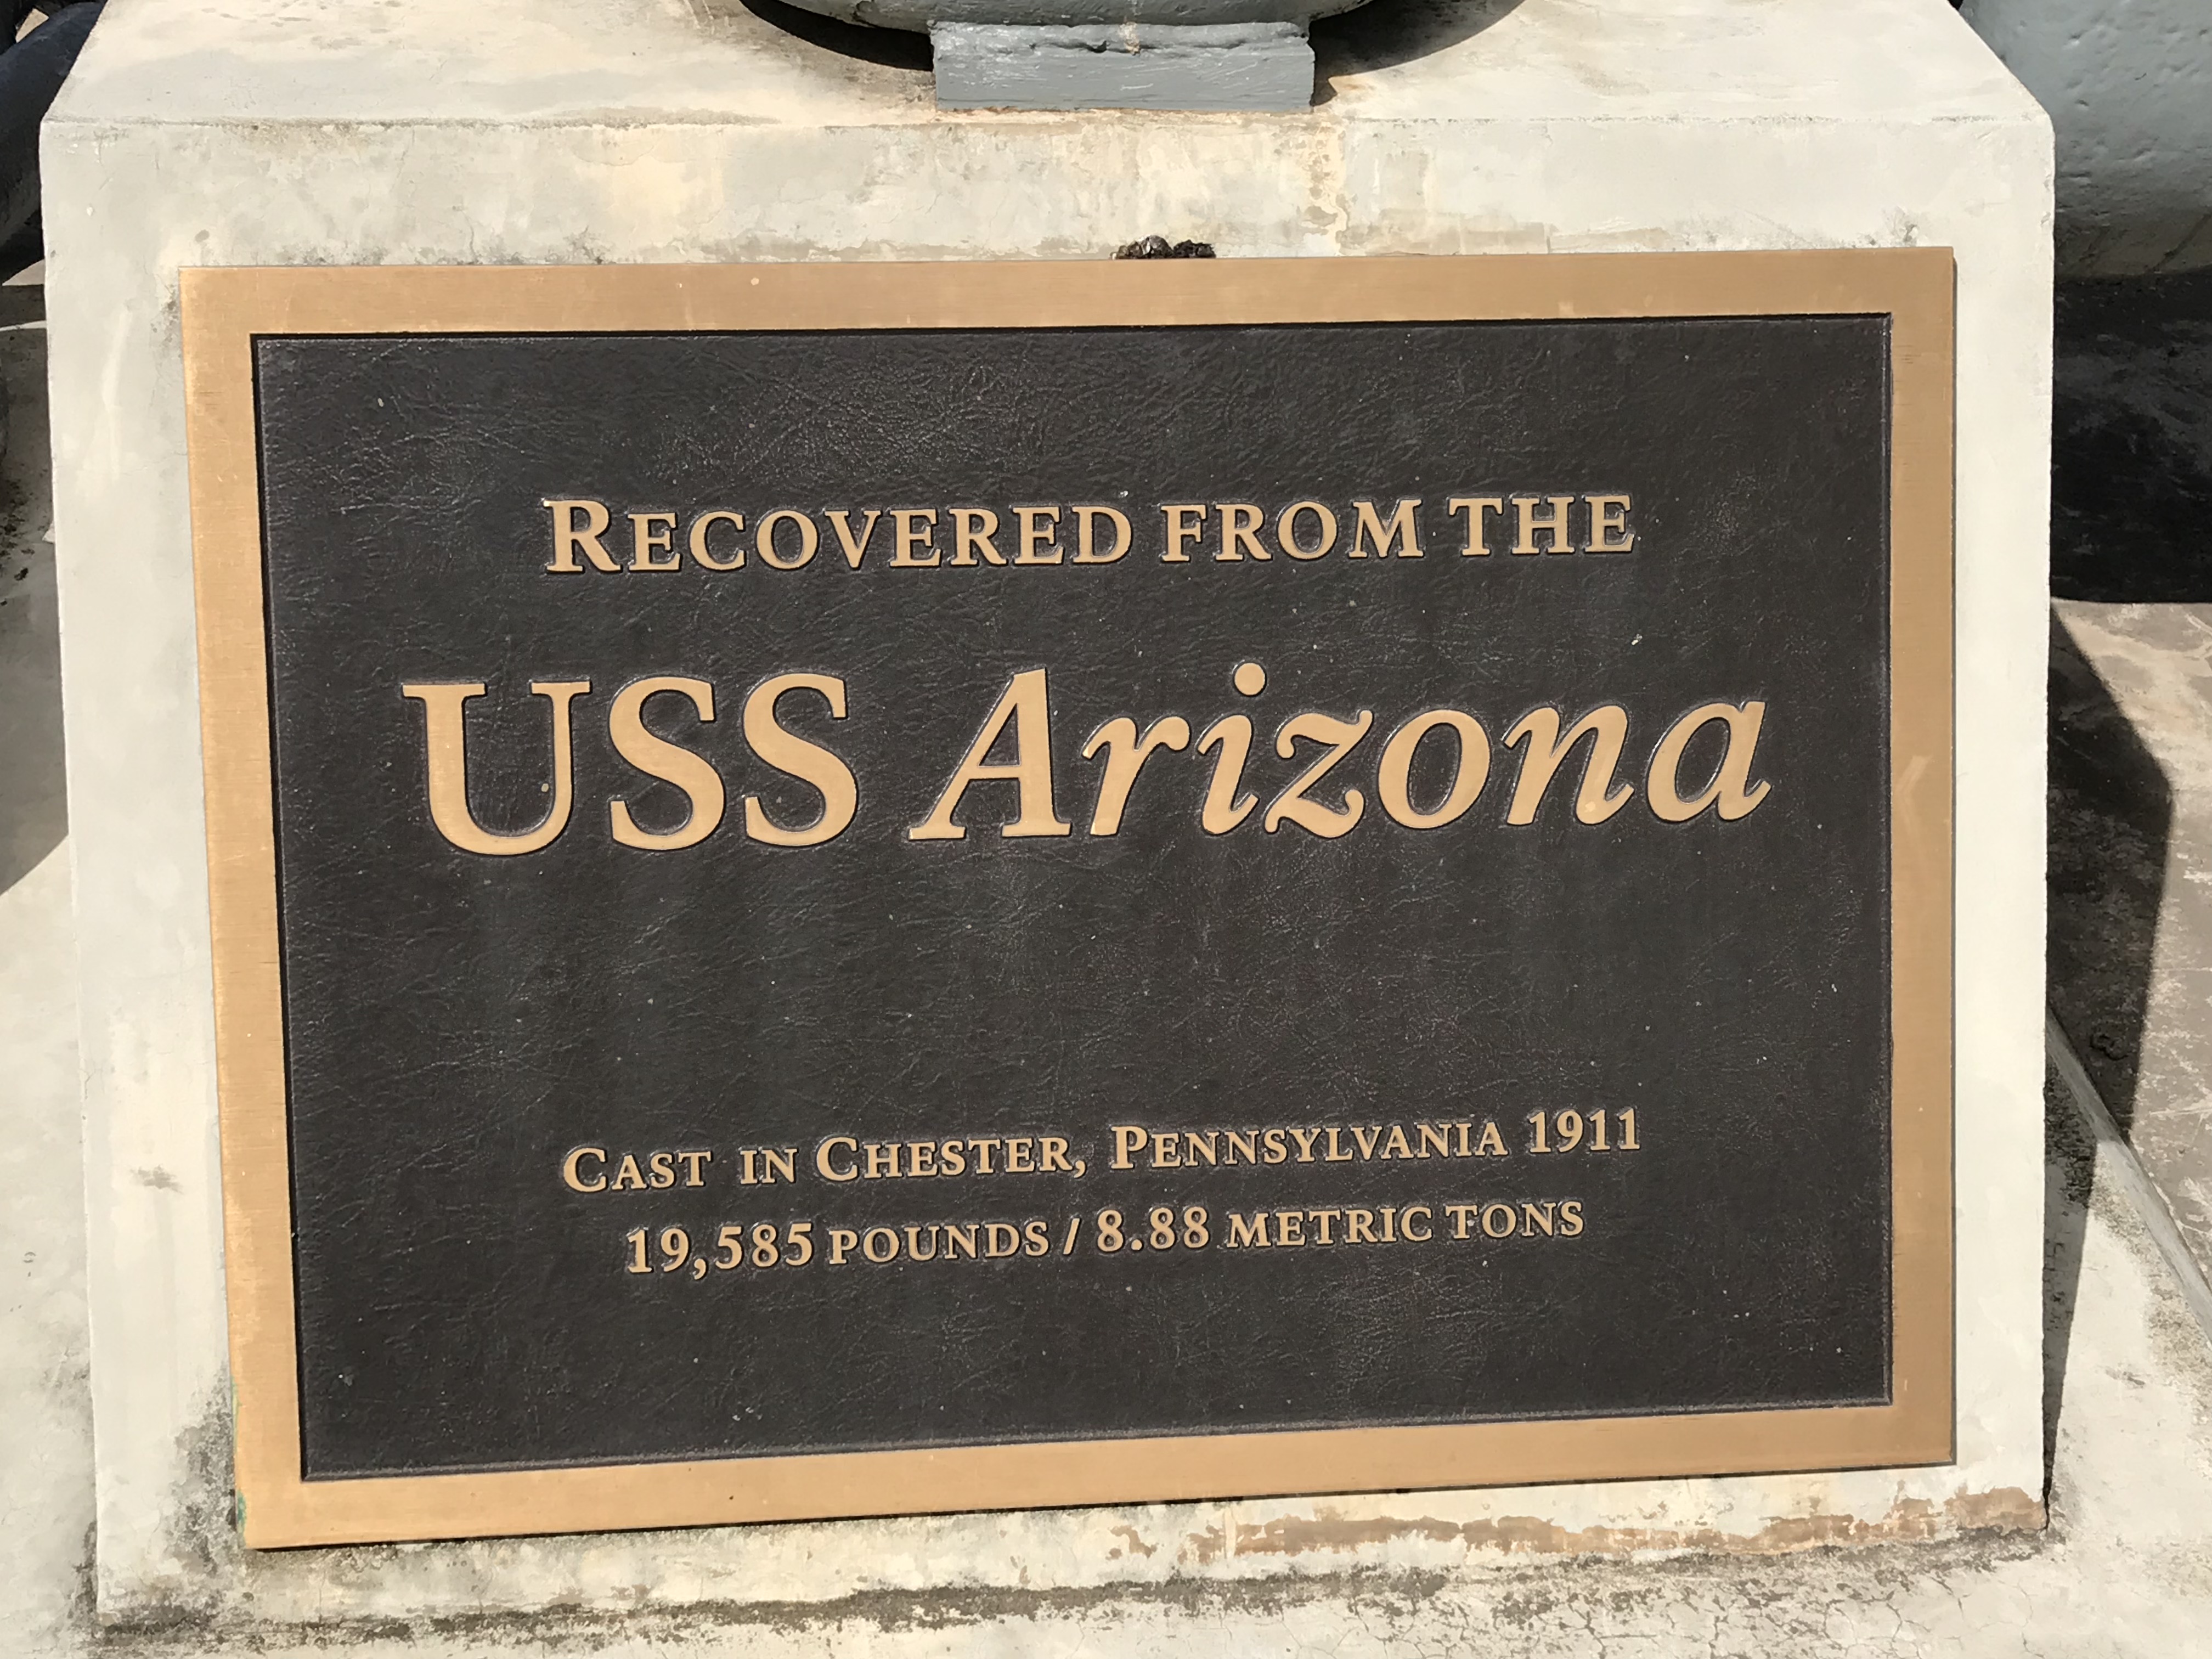 RECOVERED FROM THE
USS Arizona
CAST IN CHESTER, PENNSYLVANIA 1911
19,585 POUNDS / 8.88 METRIC TONS